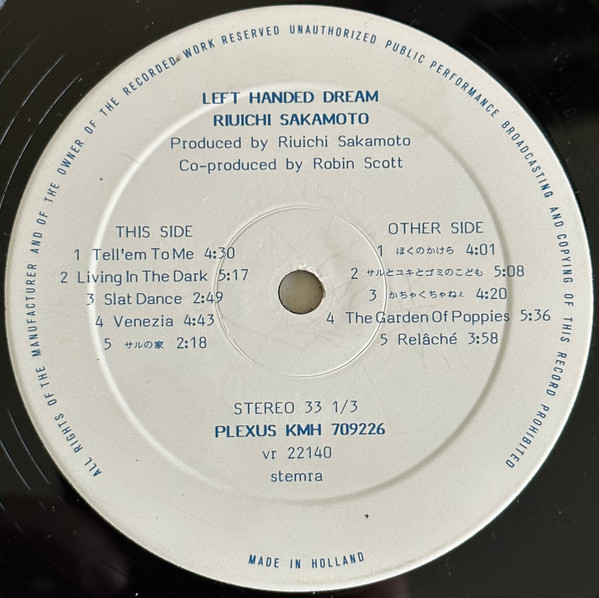 ALL RIGHTS OF THE MANUFACTURER AND OF THE OWNER OF THE RECORDED WORK RESERVED UNAUTHORIZED PUBLIC PERFORMANCE BROADCASTING AND COPYING OF THIS RECORD PROHIBITED
LEFT HANDED DREAM
RIUICHI SAKAMOTO
Produced by Riuichi Sakamoto
Co-produced by Robin Scott
THIS SIDE
1 Tell'em To Me 4:30
2 Living In The Dark 5:17
3 Slat Dance 2:49
4 Venezia 4:43
5 サルの家 2:18
OTHER SIDE
1 ぼくのかけら 4:01
2 サルとユキとゴミのこども 5:08
3 かちゃくちゃねぇ 4:20
4 The Garden Of Poppies 5:36
5 Relâché 3:58
STEREO 33 1/3
PLEXUS KMH 709226
vr 22140
stemra
MADE IN HOLLAND